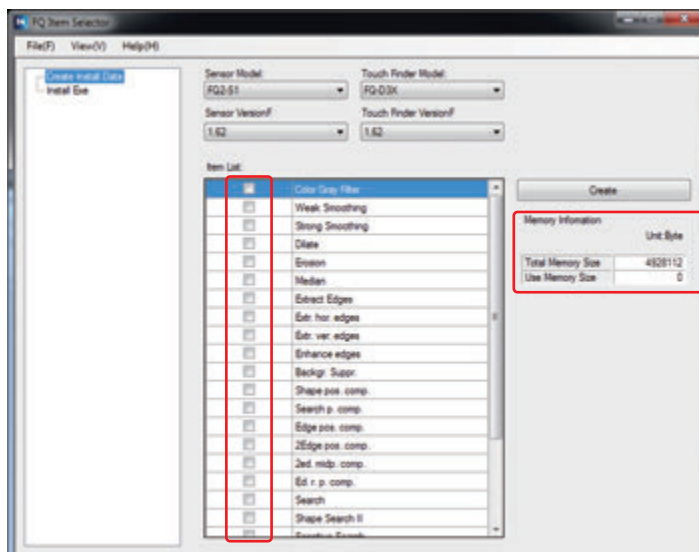 FQ Item Selector
File(F) View(V) Help(H)
Create Install Data
Install Exe
Sensor Model:
Touch Finder Model:
FQ2-S1
FQ-D3X
Sensor Version:
Touch Finder Version:
1.62
1.62
Item List:
Color Gray Filter
Weak Smoothing
Strong Smoothing
Dilate
Erosion
Median
Extract Edges
Extr. hor. edges
Extr. ver. edges
Enhance edges
Backgr. Suppr.
Shape pos. comp.
Search p. comp.
Edge pos. comp.
2Edge pos. comp.
2ed. midp. comp.
Ed. r. p. comp.
Search
Shape Search II
Sensitive Search
Create
Memory Infomation
Unit:Byte
Total Memory Size 4928112
Use Memory Size 0